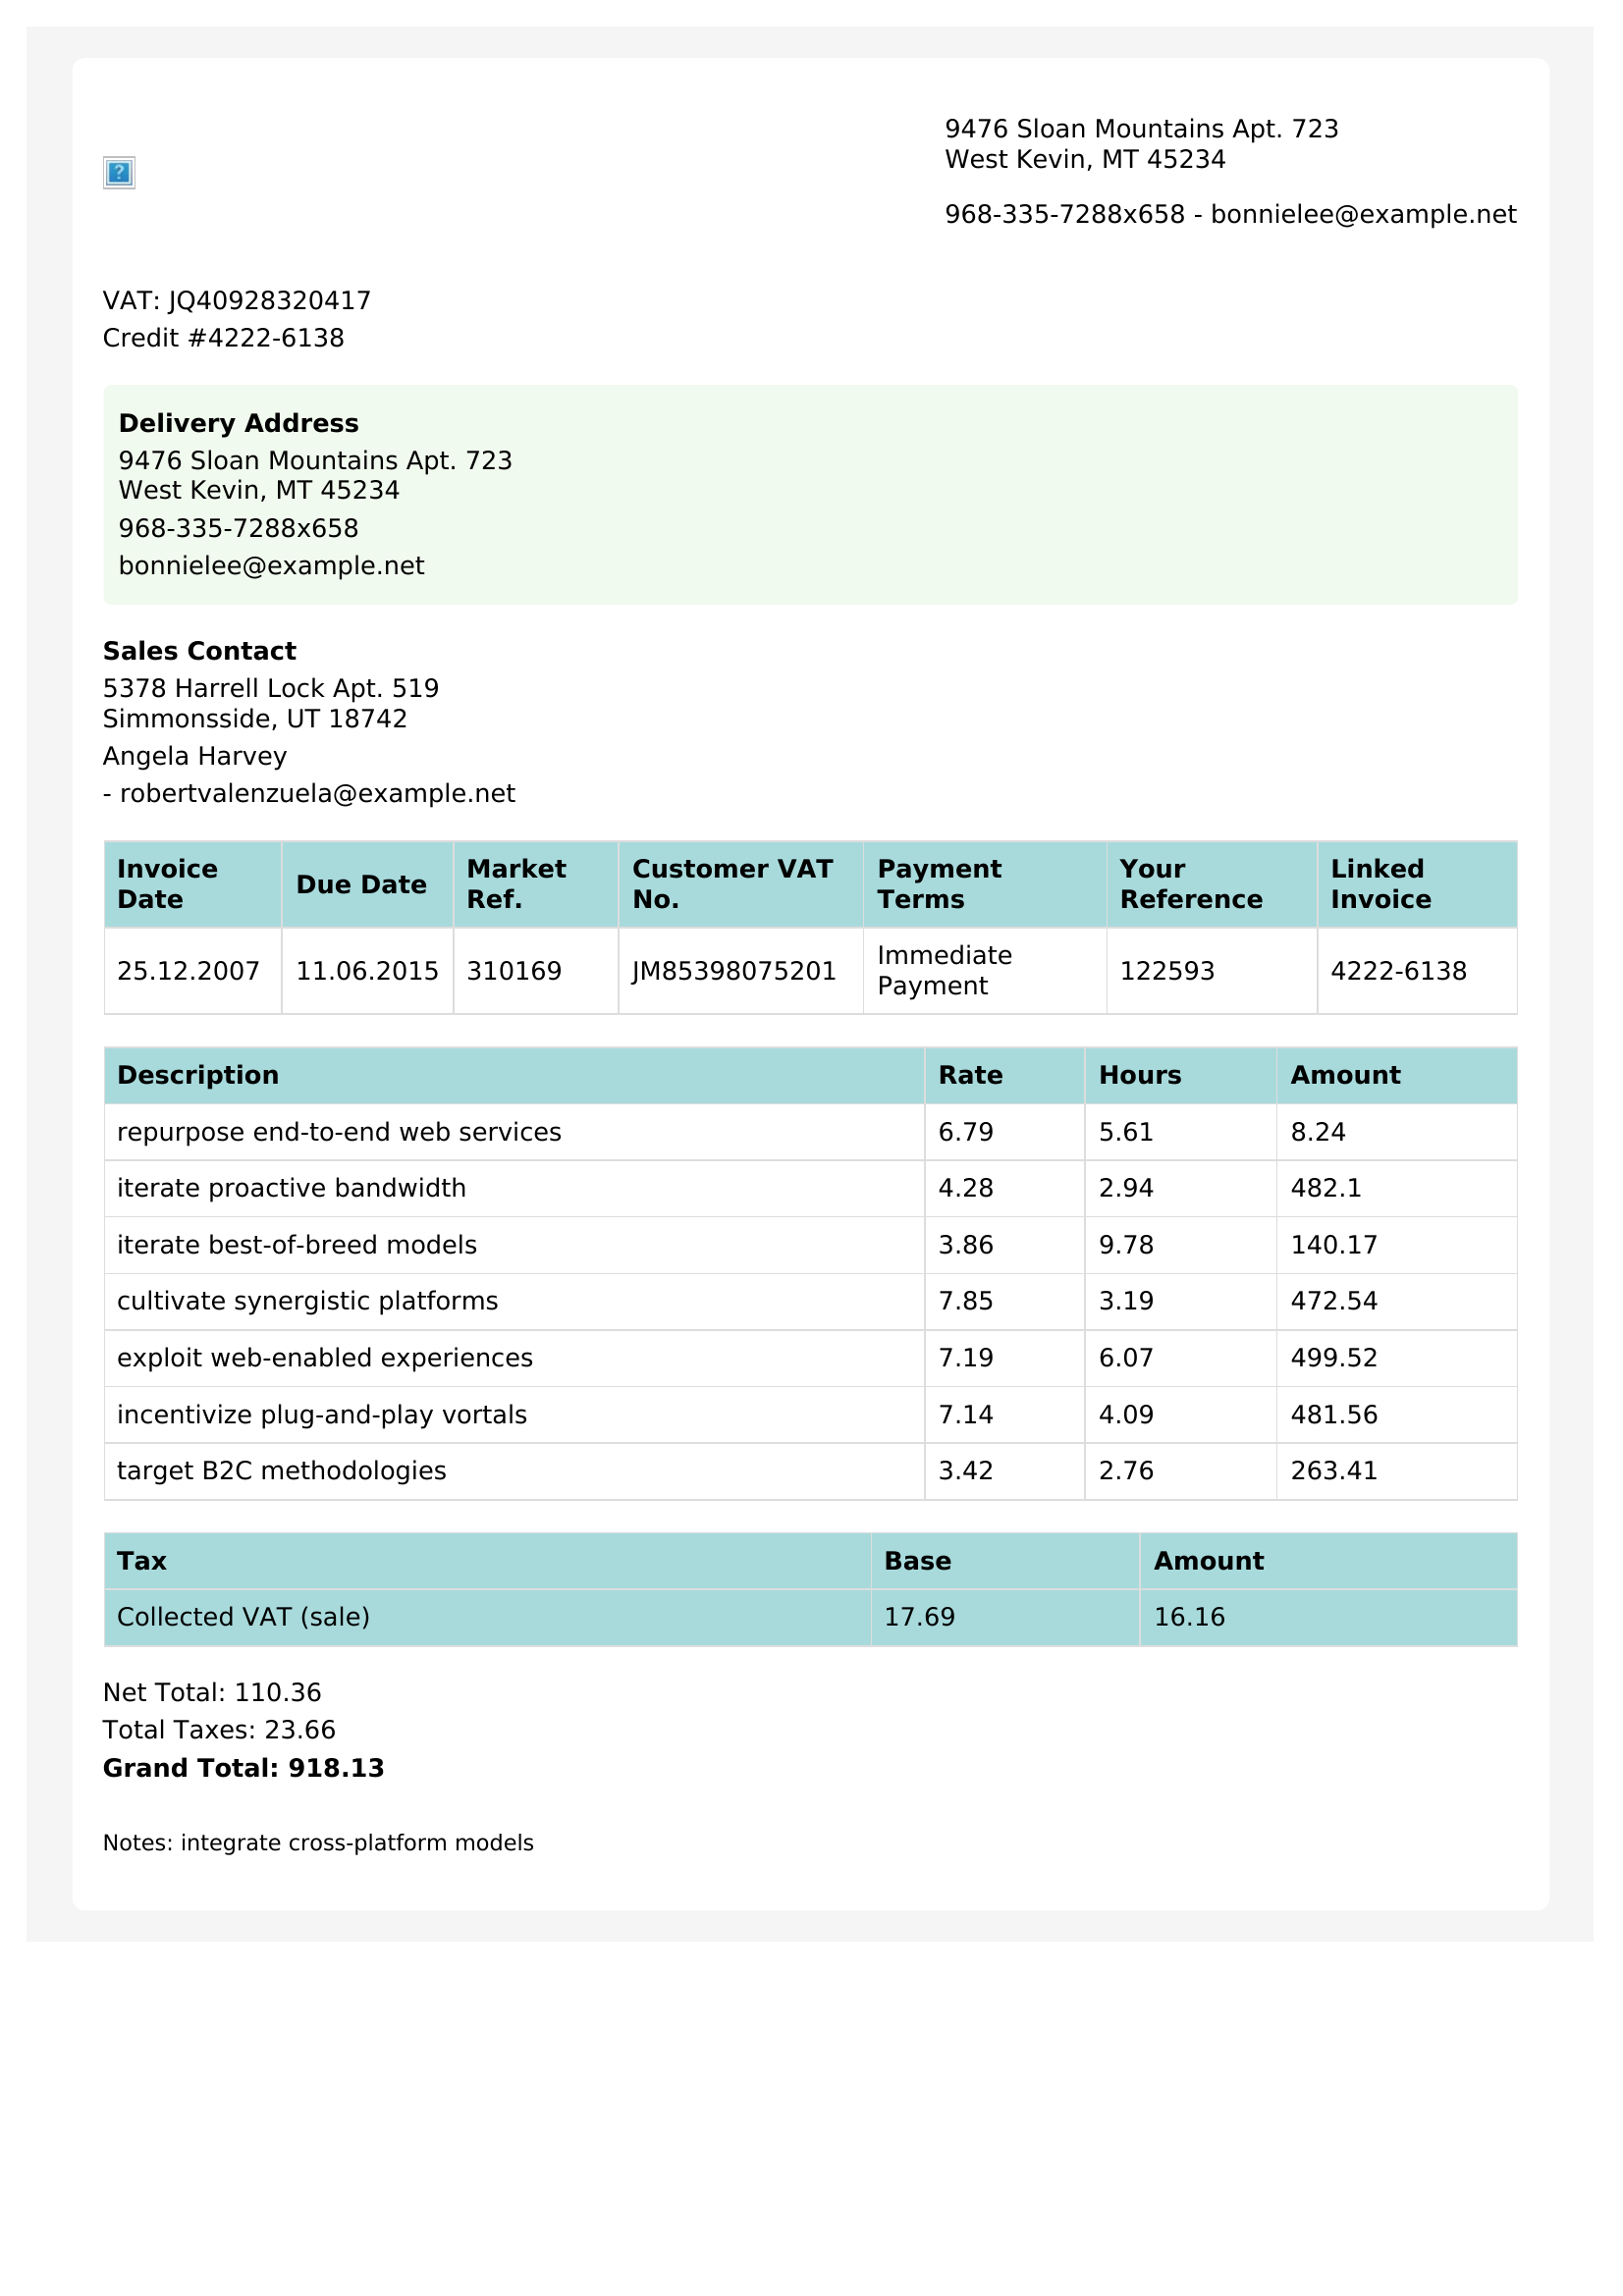 9476 Sloan Mountains Apt. 723
West Kevin, MT 45234
968-335-7288x658 - bonnielee@example.net
VAT: JQ40928320417
Credit #4222-6138
Delivery Address
9476 Sloan Mountains Apt. 723
West Kevin, MT 45234
968-335-7288x658
bonnielee@example.net
Sales Contact
5378 Harrell Lock Apt. 519
Simmonsside, UT 18742
Angela Harvey
- robertvalenzuela@example.net
Invoice Date Due Date Market Ref. Customer VAT No. Payment Terms Your Reference Linked Invoice
25.12.2007 11.06.2015 310169 JM85398075201 Immediate Payment 122593 4222-6138
Description Rate Hours Amount
repurpose end-to-end web services 6.79 5.61 8.24
iterate proactive bandwidth 4.28 2.94 482.1
iterate best-of-breed models 3.86 9.78 140.17
cultivate synergistic platforms 7.85 3.19 472.54
exploit web-enabled experiences 7.19 6.07 499.52
incentivize plug-and-play vortals 7.14 4.09 481.56
target B2C methodologies 3.42 2.76 263.41
Tax Base Amount
Collected VAT (sale) 17.69 16.16
Net Total: 110.36
Total Taxes: 23.66
Grand Total: 918.13
Notes: integrate cross-platform models